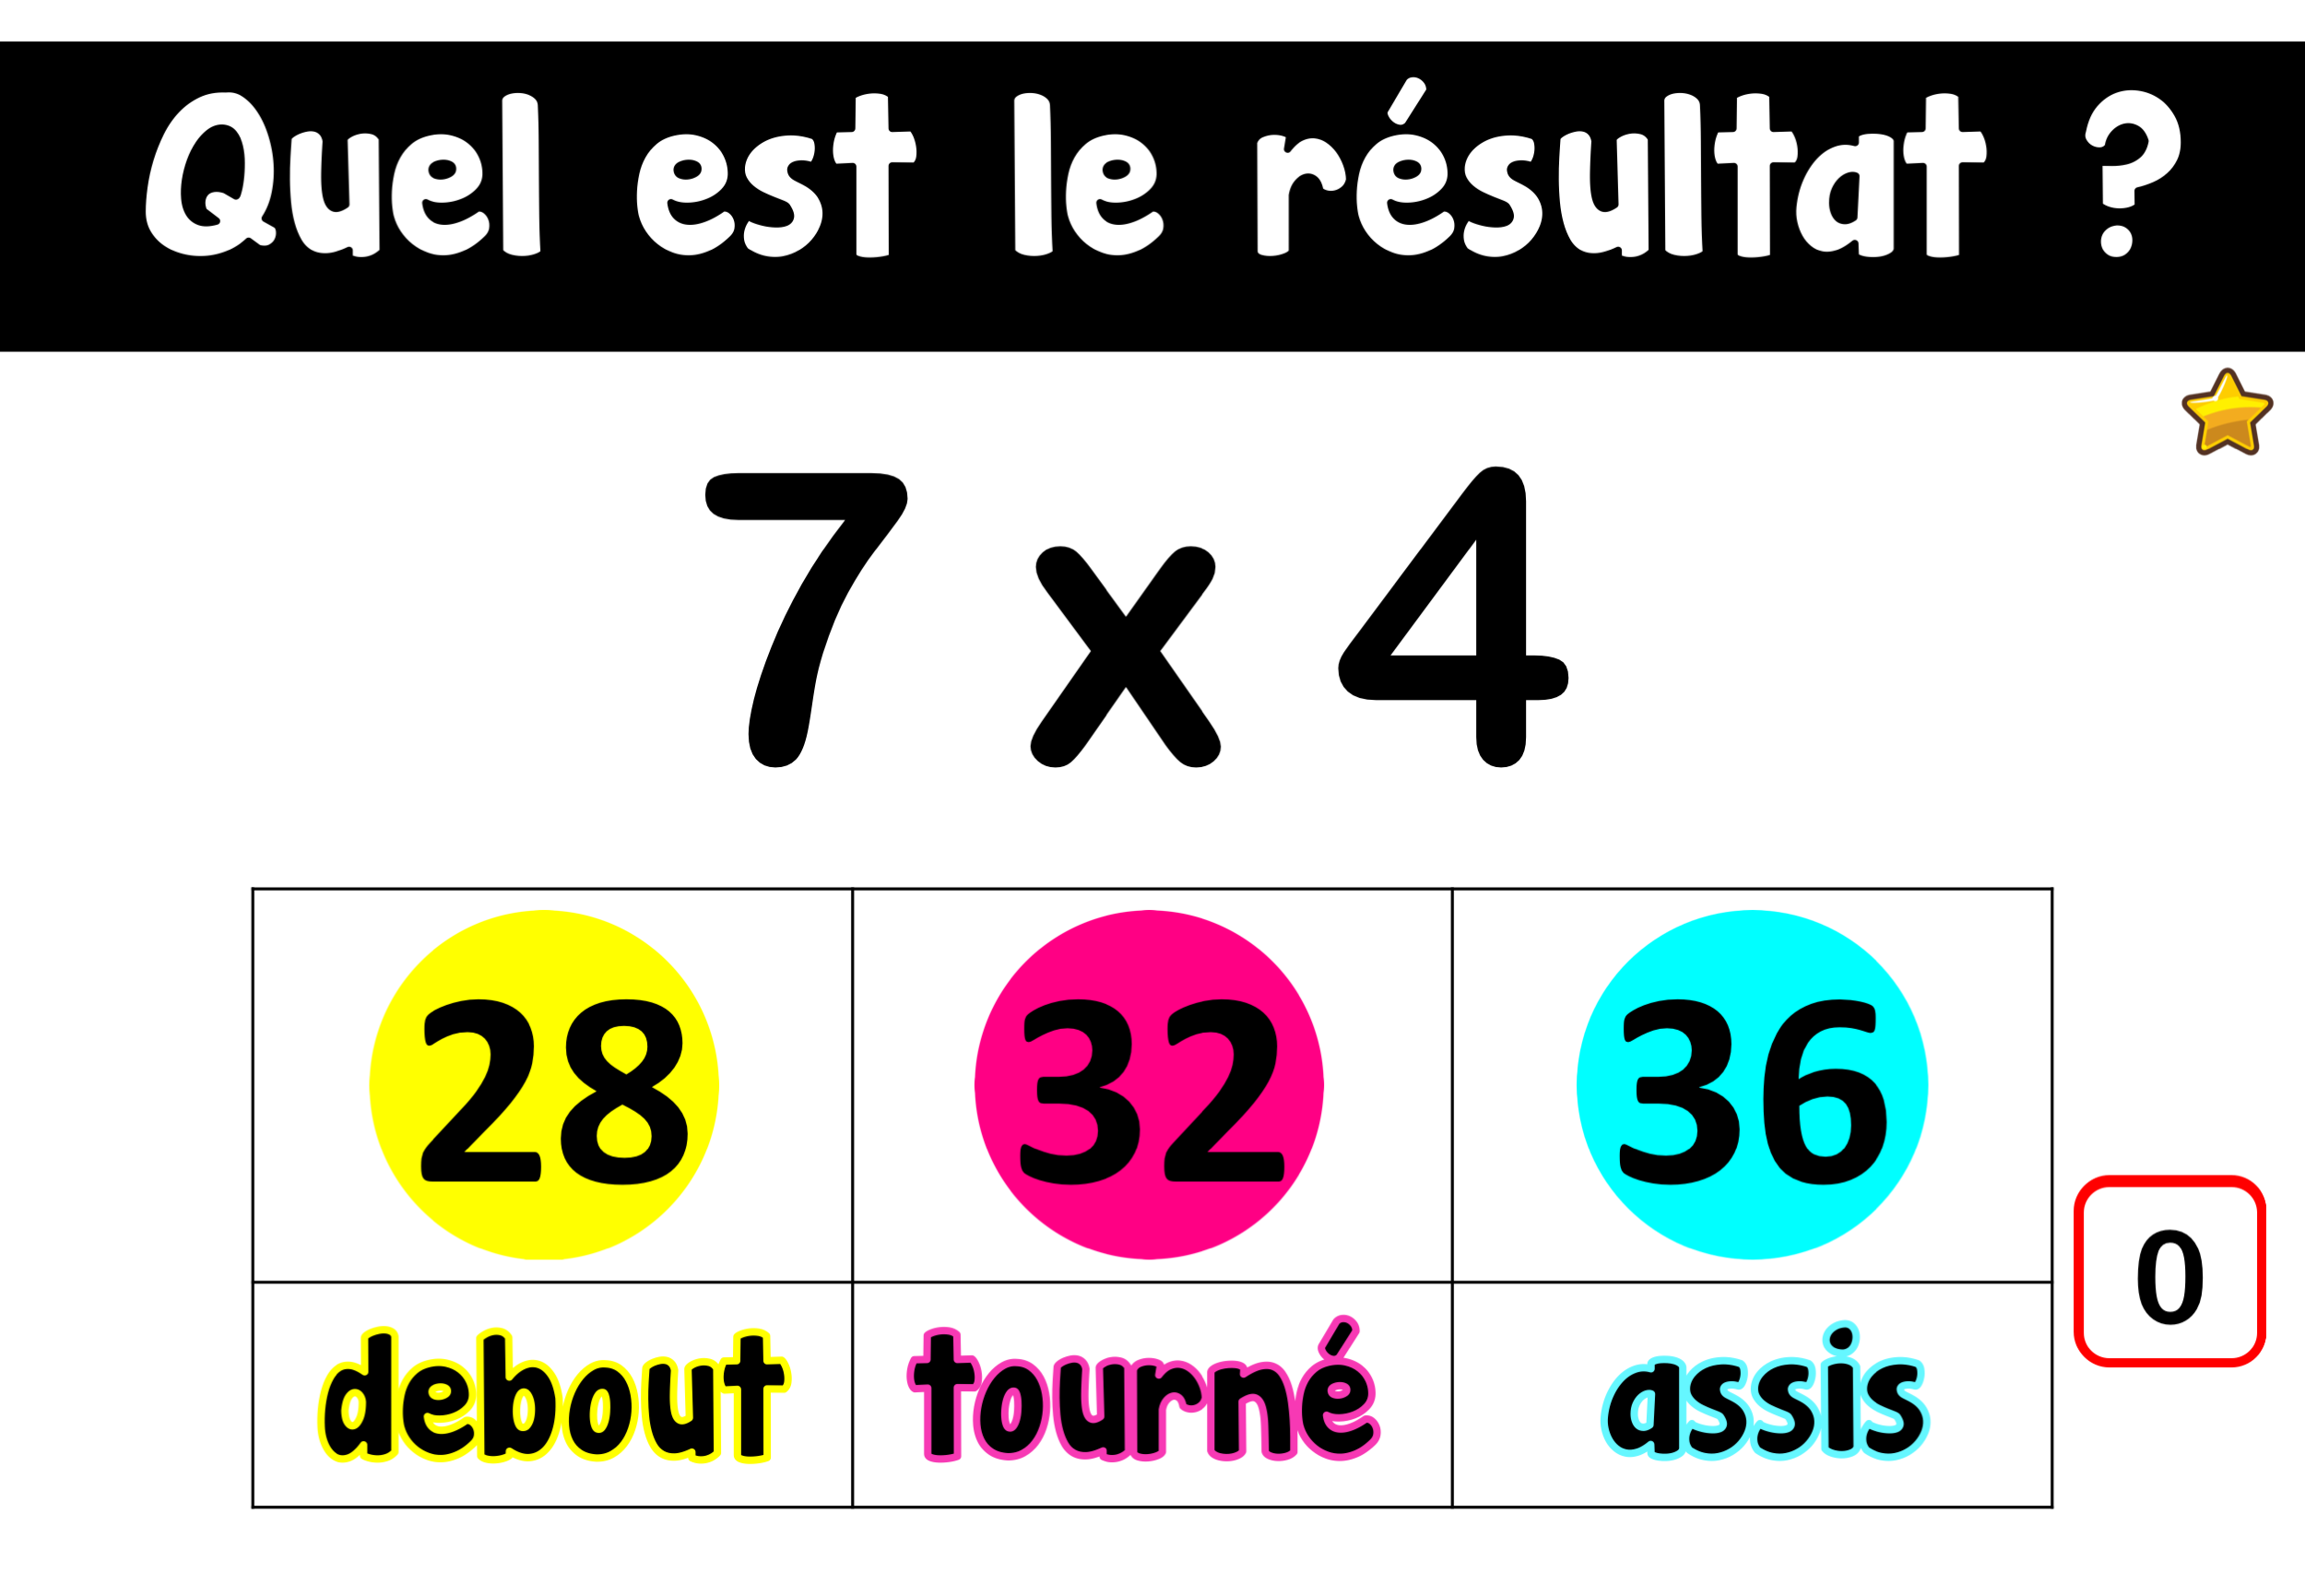 Quel est le résultat ?
7 x 4
28 32 36
0
debout tourné assis